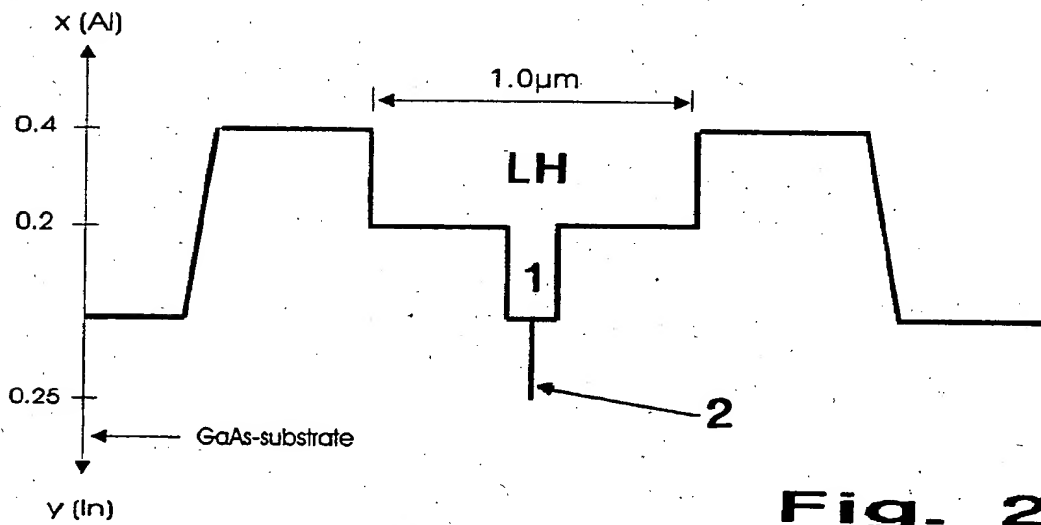 x (Al)
1.0µm
0.4
LH
0.2
1
0.25
2
GaAs-substrate
y (In)
Fig. 2